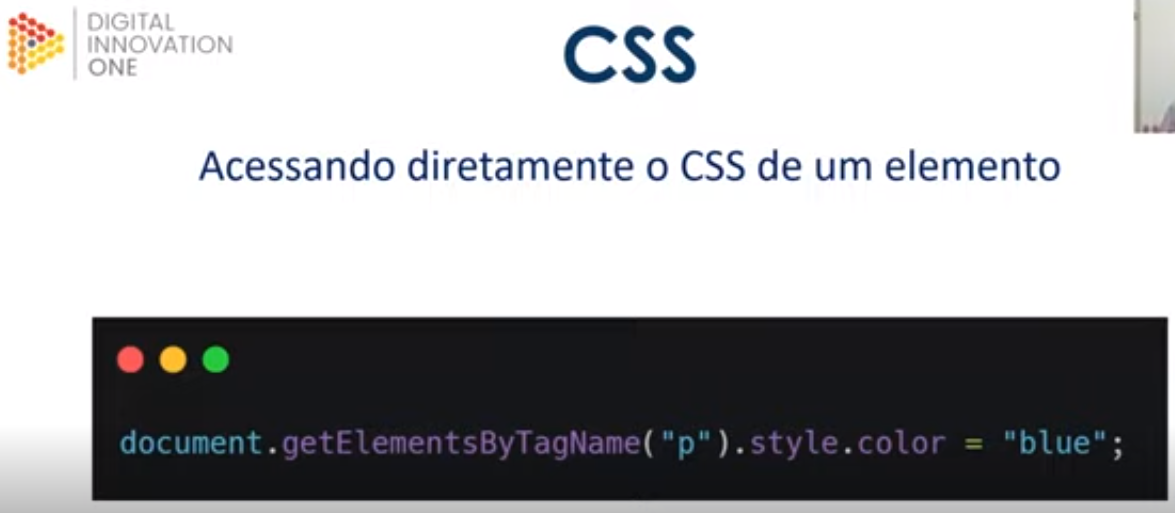 DIGITAL
INNOVATION
ONE
CSS
Acessando diretamente o CSS de um elemento
document.getElementsByTagName("p").style.color = "blue";